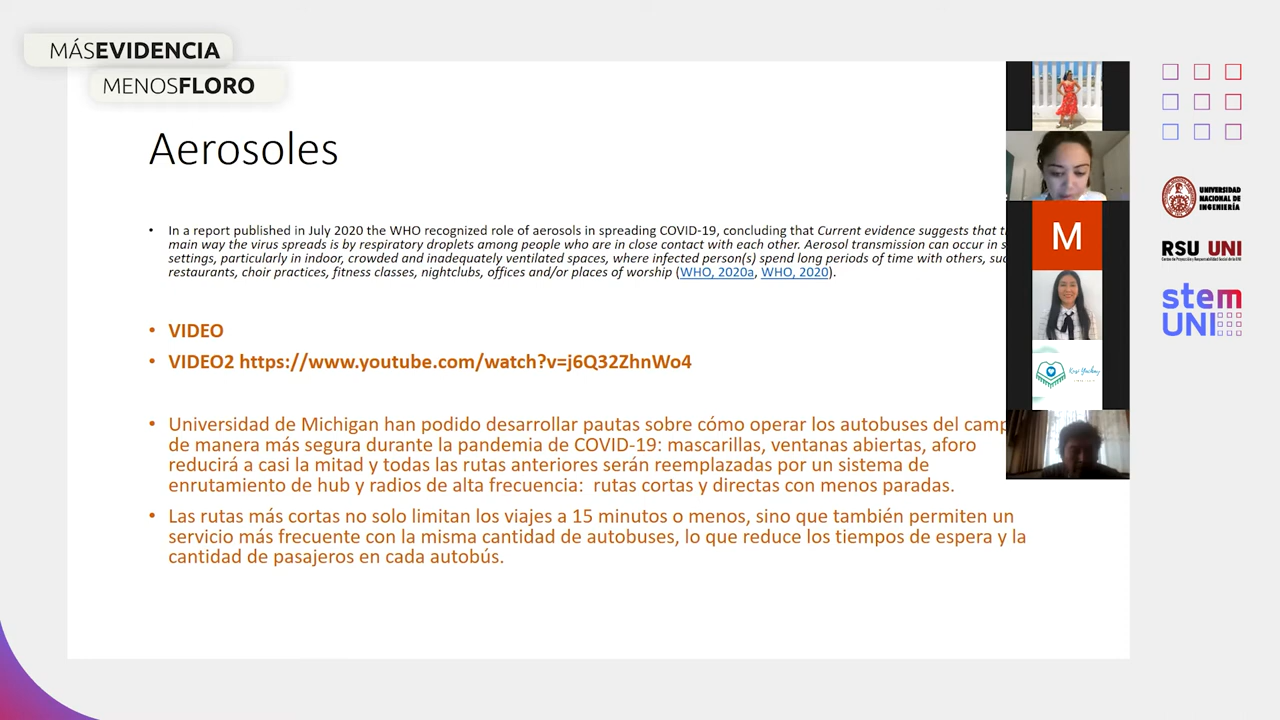 MÁSEVIDENCIA
MENOSFLORO
Aerosoles
• In a report published in July 2020 the WHO recognized role of aerosols in spreading COVID-19, concluding that Current evidence suggests that t
main way the virus spreads is by respiratory droplets among people who are in close contact with each other. Aerosol transmission can occur in s
settings, particularly in indoor, crowded and inadequately ventilated spaces, where infected person(s) spend long periods of time with others, suc
restaurants, choir practices, fitness classes, nightclubs, offices and/or places of worship (WHO, 2020a, WHO, 2020).
• VIDEO
• VIDEO2 https://www.youtube.com/watch?v=j6Q32ZhnWo4
• Universidad de Michigan han podido desarrollar pautas sobre cómo operar los autobuses del camp
de manera más segura durante la pandemia de COVID-19: mascarillas, ventanas abiertas, aforo
reducirá a casi la mitad y todas las rutas anteriores serán reemplazadas por un sistema de
enrutamiento de hub y radios de alta frecuencia: rutas cortas y directas con menos paradas.
• Las rutas más cortas no solo limitan los viajes a 15 minutos o menos, sino que también permiten un
servicio más frecuente con la misma cantidad de autobuses, lo que reduce los tiempos de espera y la
cantidad de pasajeros en cada autobús.
M
UNIVERSIDAD
NACIONAL DE
INGENIERÍA
RSU UNI
stem
UNI